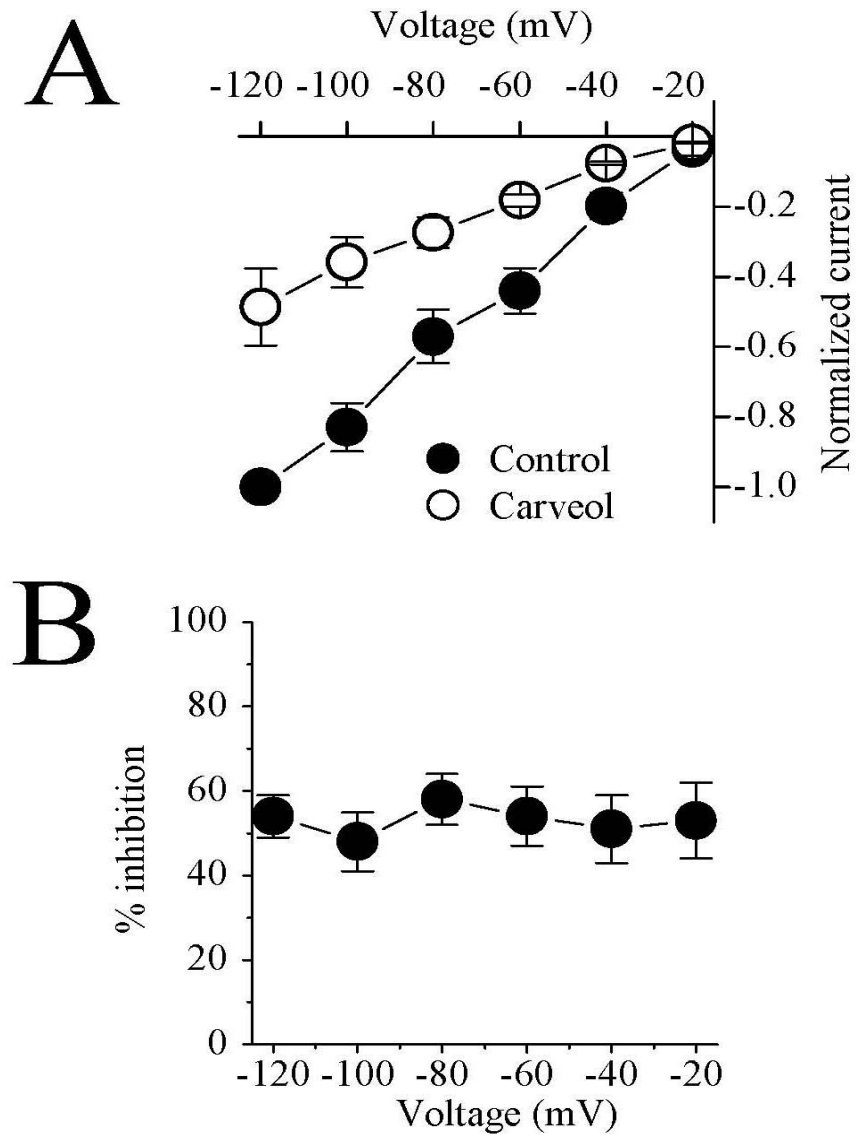 A
Voltage (mV)
-120 -100 -80 -60 -40 -20
-0.2
-0.4
-0.6
-0.8
-1.0
Normalized current
Control
Carveol
B
% inhibition
100
80
60
40
20
0
-120 -100 -80 -60 -40 -20
Voltage (mV)